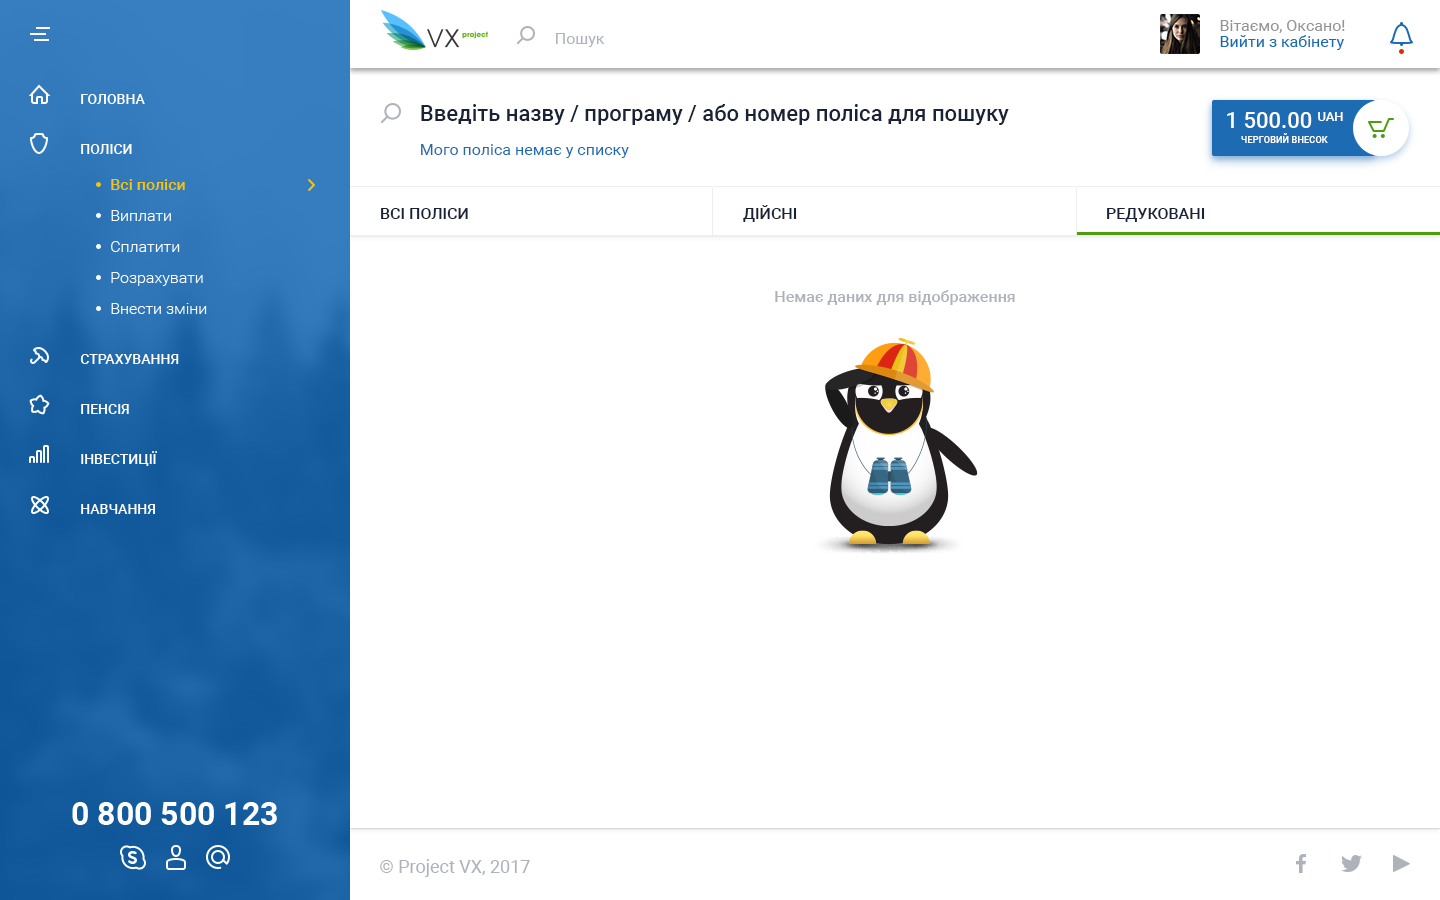 ГОЛОВНА
ПОЛІСИ
Всі поліси
Виплати
Сплатити
Розрахувати
Внести зміни
СТРАХУВАННЯ
ПЕНСІЯ
ІНВЕСТИЦІЇ
НАВЧАННЯ
0 800 500 123
VX project
Пошук
Вітаємо, Оксано!
Вийти з кабінету
Введіть назву / програму / або номер поліса для пошуку
Мого поліса немає у списку
1 500.00 UAH
ЧЕРГОВИЙ ВНЕСОК
ВСІ ПОЛІСИ
ДІЙСНІ
РЕДУКОВАНІ
Немає даних для відображення
© Project VX, 2017